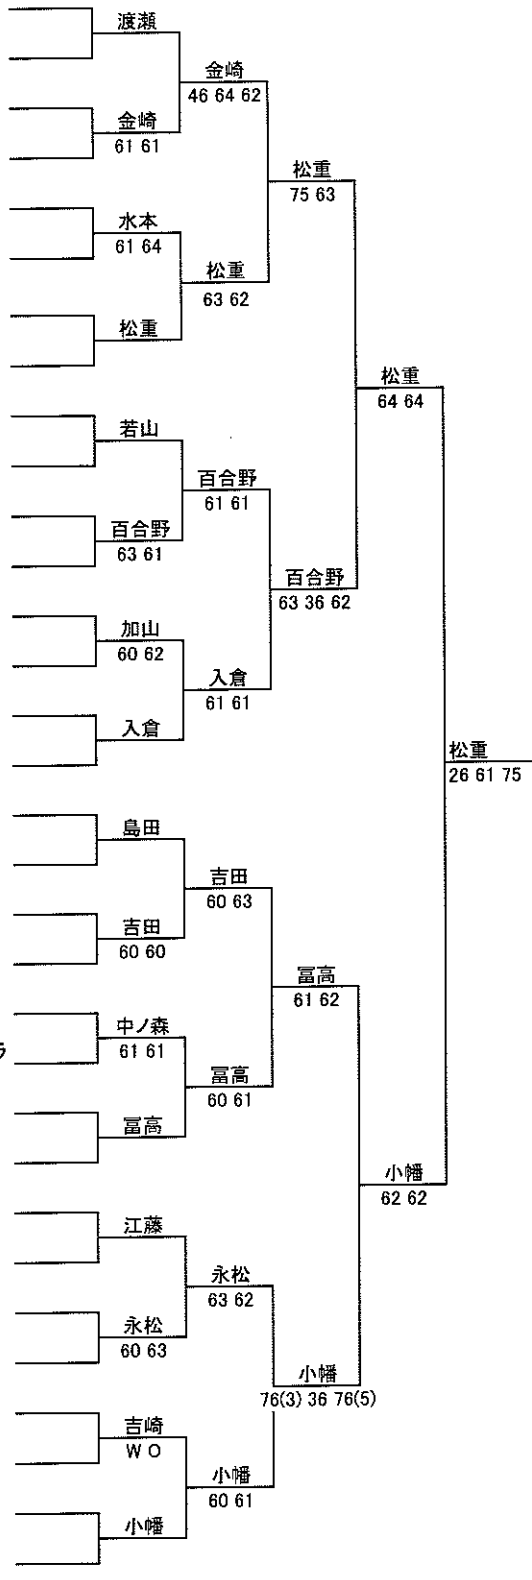 渡瀬
金崎
46 64 62
金崎
61 61
松重
75 63
水本
61 64
松重
63 62
松重
松重
64 64
若山
百合野
61 61
百合野
63 61
百合野
63 36 62
加山
60 62
入倉
61 61
入倉
松重
26 61 75
島田
吉田
60 63
吉田
60 60
冨高
61 62
中ノ森
61 61
ラ
冨高
60 61
冨高
小幡
62 62
江藤
永松
63 62
永松
60 63
小幡
76(3) 36 76(5)
吉崎
W O
小幡
60 61
小幡